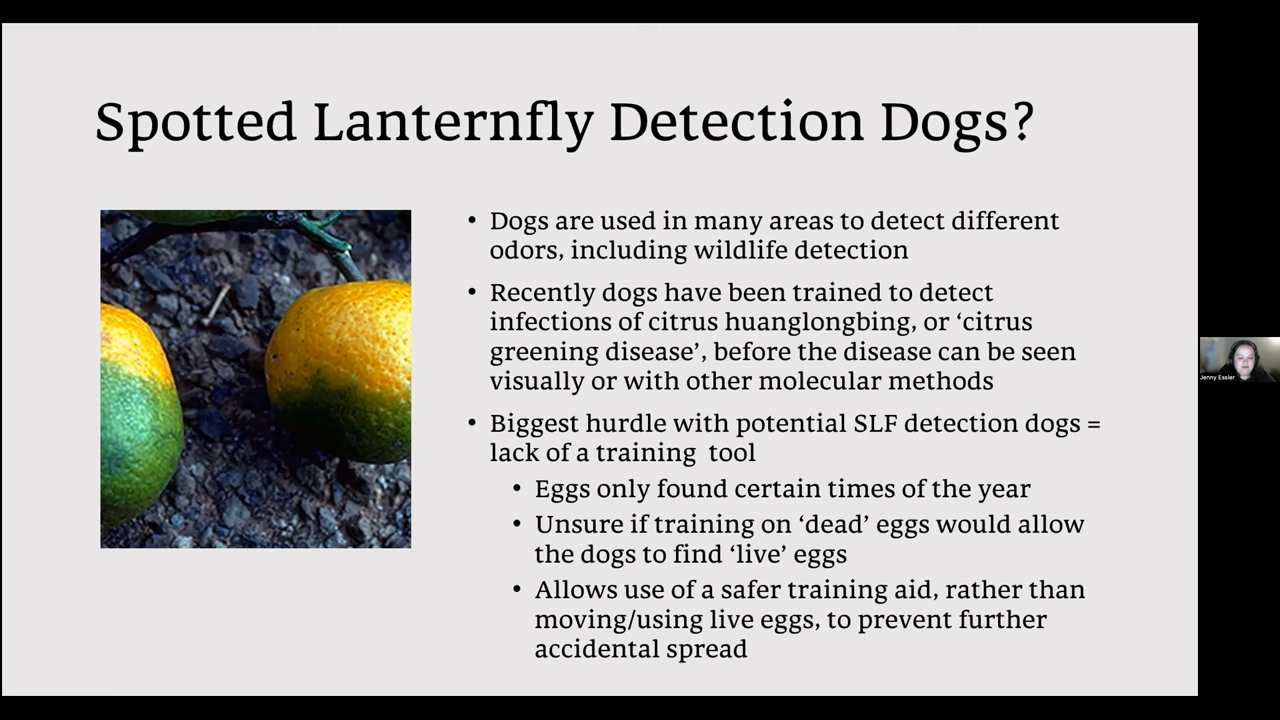 Spotted Lanternfly Detection Dogs?
• Dogs are used in many areas to detect different
odors, including wildlife detection
• Recently dogs have been trained to detect
infections of citrus huanglongbing, or ‘citrus
greening disease’, before the disease can be seen
visually or with other molecular methods
• Biggest hurdle with potential SLF detection dogs =
lack of a training  tool
• Eggs only found certain times of the year
• Unsure if training on ‘dead’ eggs would allow
the dogs to find ‘live’ eggs
• Allows use of a safer training aid, rather than
moving/using live eggs, to prevent further
accidental spread
Jenny Essler